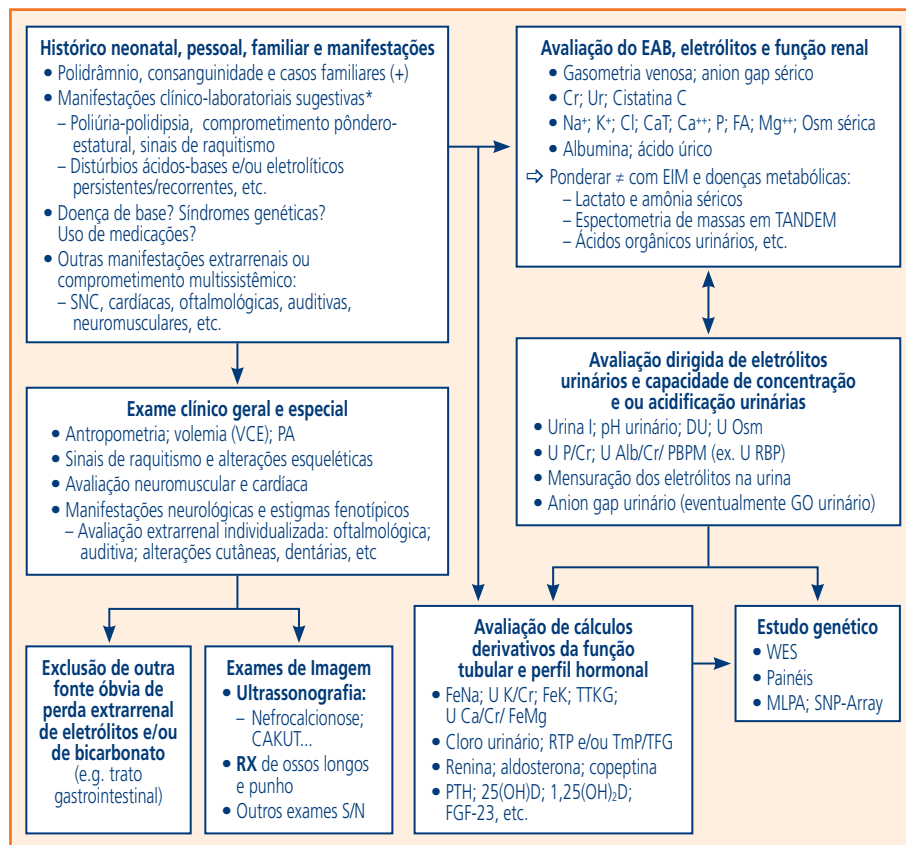 Histórico neonatal, pessoal, familiar e manifestações
• Polidrâmnio, consanguinidade e casos familiares (+)
• Manifestações clínico-laboratoriais sugestivas*
– Poliúria-polidipsia, comprometimento pôndero-
estatural, sinais de raquitismo
– Distúrbios ácidos-bases e/ou eletrolíticos
persistentes/recorrentes, etc.
• Doença de base? Síndromes genéticas?
Uso de medicações?
• Outras manifestações extrarrenais ou
comprometimento multissistêmico:
– SNC, cardíacas, oftalmológicas, auditivas,
neuromusculares, etc.
Avaliação do EAB, eletrólitos e função renal
• Gasometria venosa; anion gap sérico
• Cr; Ur; Cistatina C
• Na⁺; K⁺; Cl; CaT; Ca⁺⁺; P; FA; Mg⁺⁺; Osm sérica
• Albumina; ácido úrico
⇨ Ponderar ≠ com EIM e doenças metabólicas:
– Lactato e amônia séricos
– Espectometria de massas em TANDEM
– Ácidos orgânicos urinários, etc.
Exame clínico geral e especial
• Antropometria; volemia (VCE); PA
• Sinais de raquitismo e alterações esqueléticas
• Avaliação neuromuscular e cardíaca
• Manifestações neurológicas e estigmas fenotípicos
– Avaliação extrarrenal individualizada: oftalmológica;
auditiva; alterações cutâneas, dentárias, etc
Avaliação dirigida de eletrólitos
urinários e capacidade de concentração
e ou acidificação urinárias
• Urina I; pH urinário; DU; U Osm
• U P/Cr; U Alb/Cr/ PBPM (ex. U RBP)
• Mensuração dos eletrólitos na urina
• Anion gap urinário (eventualmente GO urinário)
Exclusão de outra
fonte óbvia de
perda extrarrenal
de eletrólitos e/ou
de bicarbonato
(e.g. trato
gastrointestinal)
Exames de Imagem
• Ultrassonografia:
– Nefrocalcionose;
CAKUT...
• RX de ossos longos
e punho
• Outros exames S/N
Avaliação de cálculos
derivativos da função
tubular e perfil hormonal
• FeNa; U K/Cr; FeK; TTKG;
U Ca/Cr/ FeMg
• Cloro urinário; RTP e/ou TmP/TFG
• Renina; aldosterona; copeptina
• PTH; 25(OH)D; 1,25(OH)₂D;
FGF-23, etc.
Estudo genético
• WES
• Painéis
• MLPA; SNP-Array